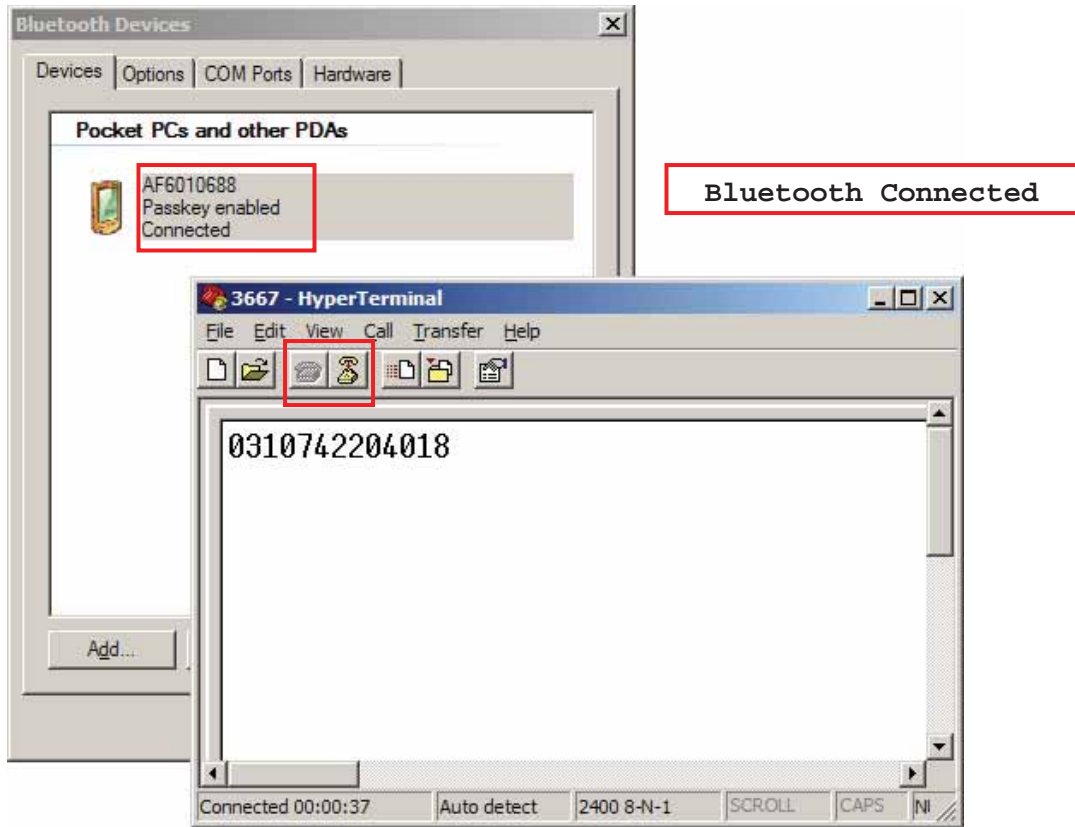 Bluetooth Devices
Devices Options COM Ports Hardware
Pocket PCs and other PDAs
AF6010688
Passkey enabled
Connected
Bluetooth Connected
3667 - HyperTerminal
File Edit View Call Transfer Help
0310742204018
Add...
Connected 00:00:37 Auto detect 2400 8-N-1 SCROLL CAPS